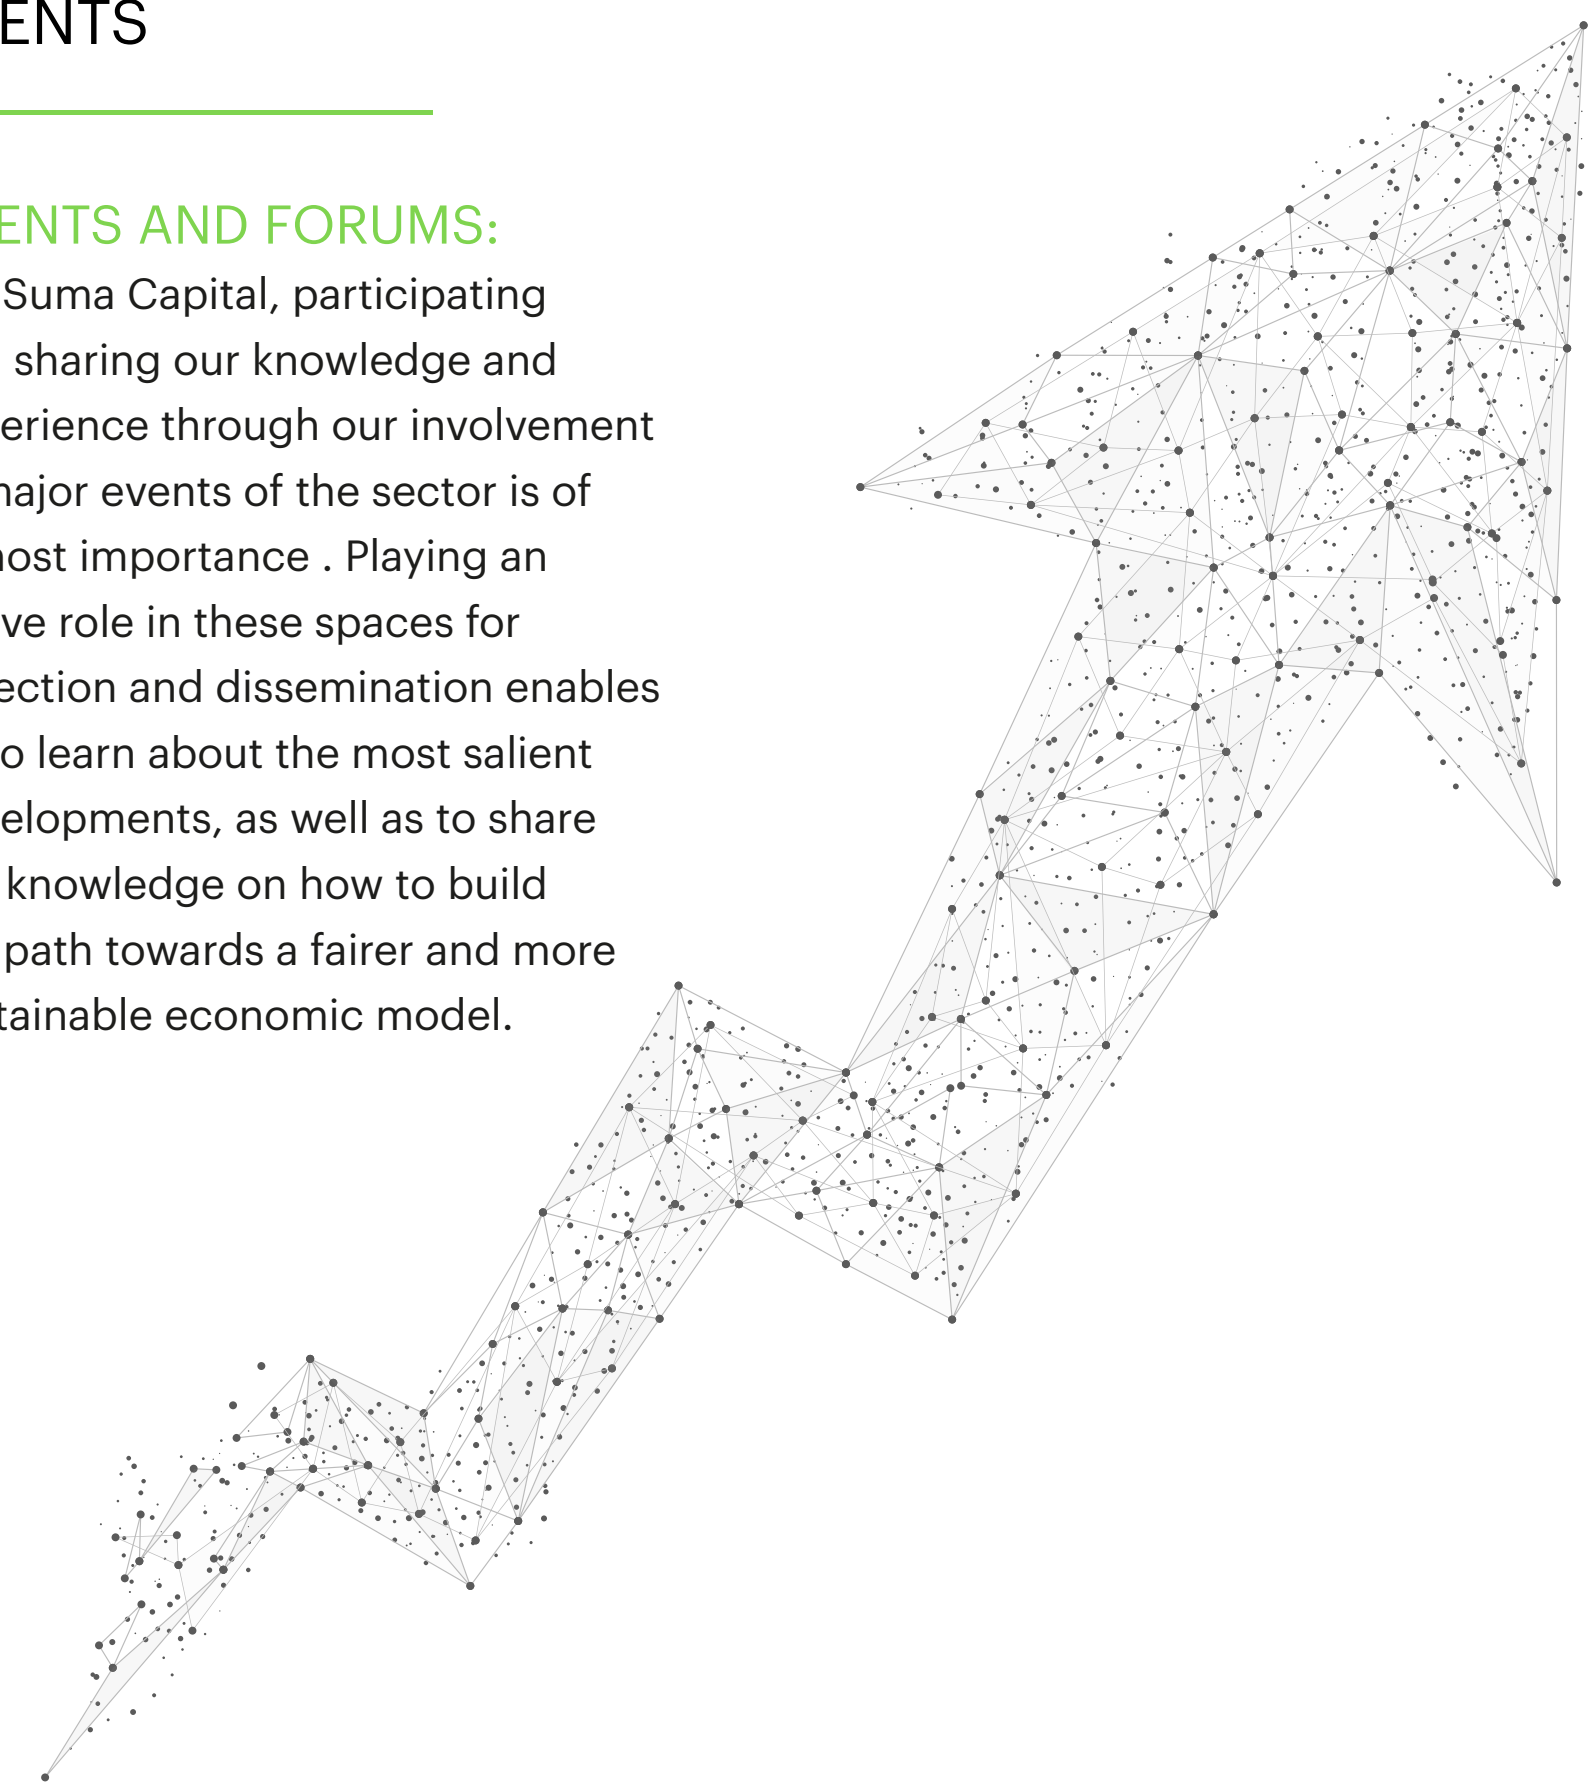 ENTS
ENTS AND FORUMS:
Suma Capital, participating
sharing our knowledge and
erience through our involvement
najor events of the sector is of
nost importance . Playing an
ve role in these spaces for
ection and dissemination enables
o learn about the most salient
elopments, as well as to share
knowledge on how to build
path towards a fairer and more
tainable economic model.